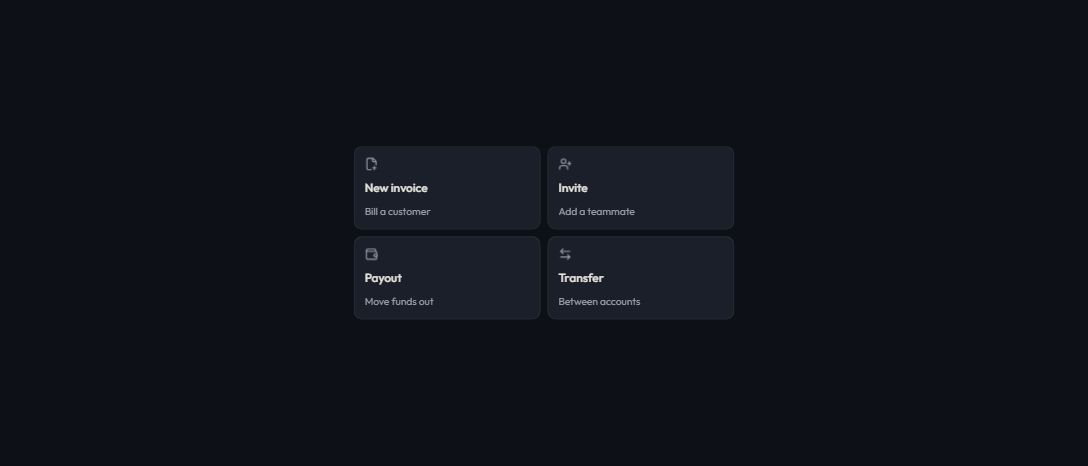 New invoice
Bill a customer
Invite
Add a teammate
Payout
Move funds out
Transfer
Between accounts